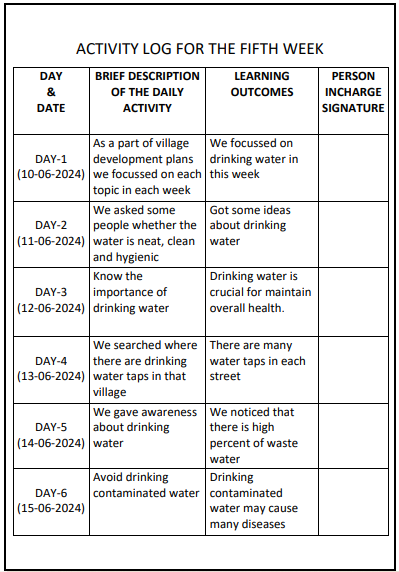 ACTIVITY LOG FOR THE FIFTH WEEK
DAY
&
DATE
BRIEF DESCRIPTION
OF THE DAILY
ACTIVITY
LEARNING
OUTCOMES
PERSON
INCHARGE
SIGNATURE
DAY-1
(10-06-2024)
As a part of village
development plans
we focussed on each
topic in each week
We focussed on
drinking water in
this week
DAY-2
(11-06-2024)
We asked some
people whether the
water is neat, clean
and hygienic
Got some ideas
about drinking
water
DAY-3
(12-06-2024)
Know the
importance of
drinking water
Drinking water is
crucial for maintain
overall health.
DAY-4
(13-06-2024)
We searched where
there are drinking
water taps in that
village
There are many
water taps in each
street
DAY-5
(14-06-2024)
We gave awareness
about drinking
water
We noticed that
there is high
percent of waste
water
DAY-6
(15-06-2024)
Avoid drinking
contaminated water
Drinking
contaminated
water may cause
many diseases